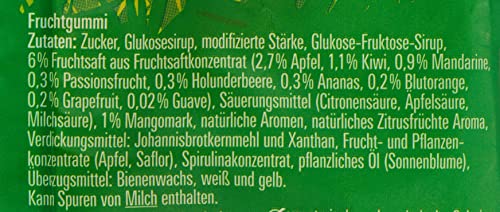 Fruchtgummi
Zutaten: Zucker, Glukosesirup, modifizierte Stärke, Glukose-Fruktose-Sirup,
6% Fruchtsaft aus Fruchtsaftkonzentrat (2,7% Apfel, 1,1% Kiwi, 0,9% Mandarine,
0,3% Passionsfrucht, 0,3% Holunderbeere, 0,3% Ananas, 0,2% Blutorange,
0,2% Grapefruit, 0,02% Guave), Säuerungsmittel (Citronensäure, Äpfelsäure,
Milchsäure), 1% Mangomark, natürliche Aromen, natürliches Zitrusfrüchte Aroma,
Verdickungsmittel: Johannisbrotkernmehl und Xanthan, Frucht- und Pflanzen-
konzentrate (Apfel, Saflor), Spirulinakonzentrat, pflanzliches Öl (Sonnenblume),
Überzugsmittel: Bienenwachs, weiß und gelb.
Kann Spuren von Milch enthalten.